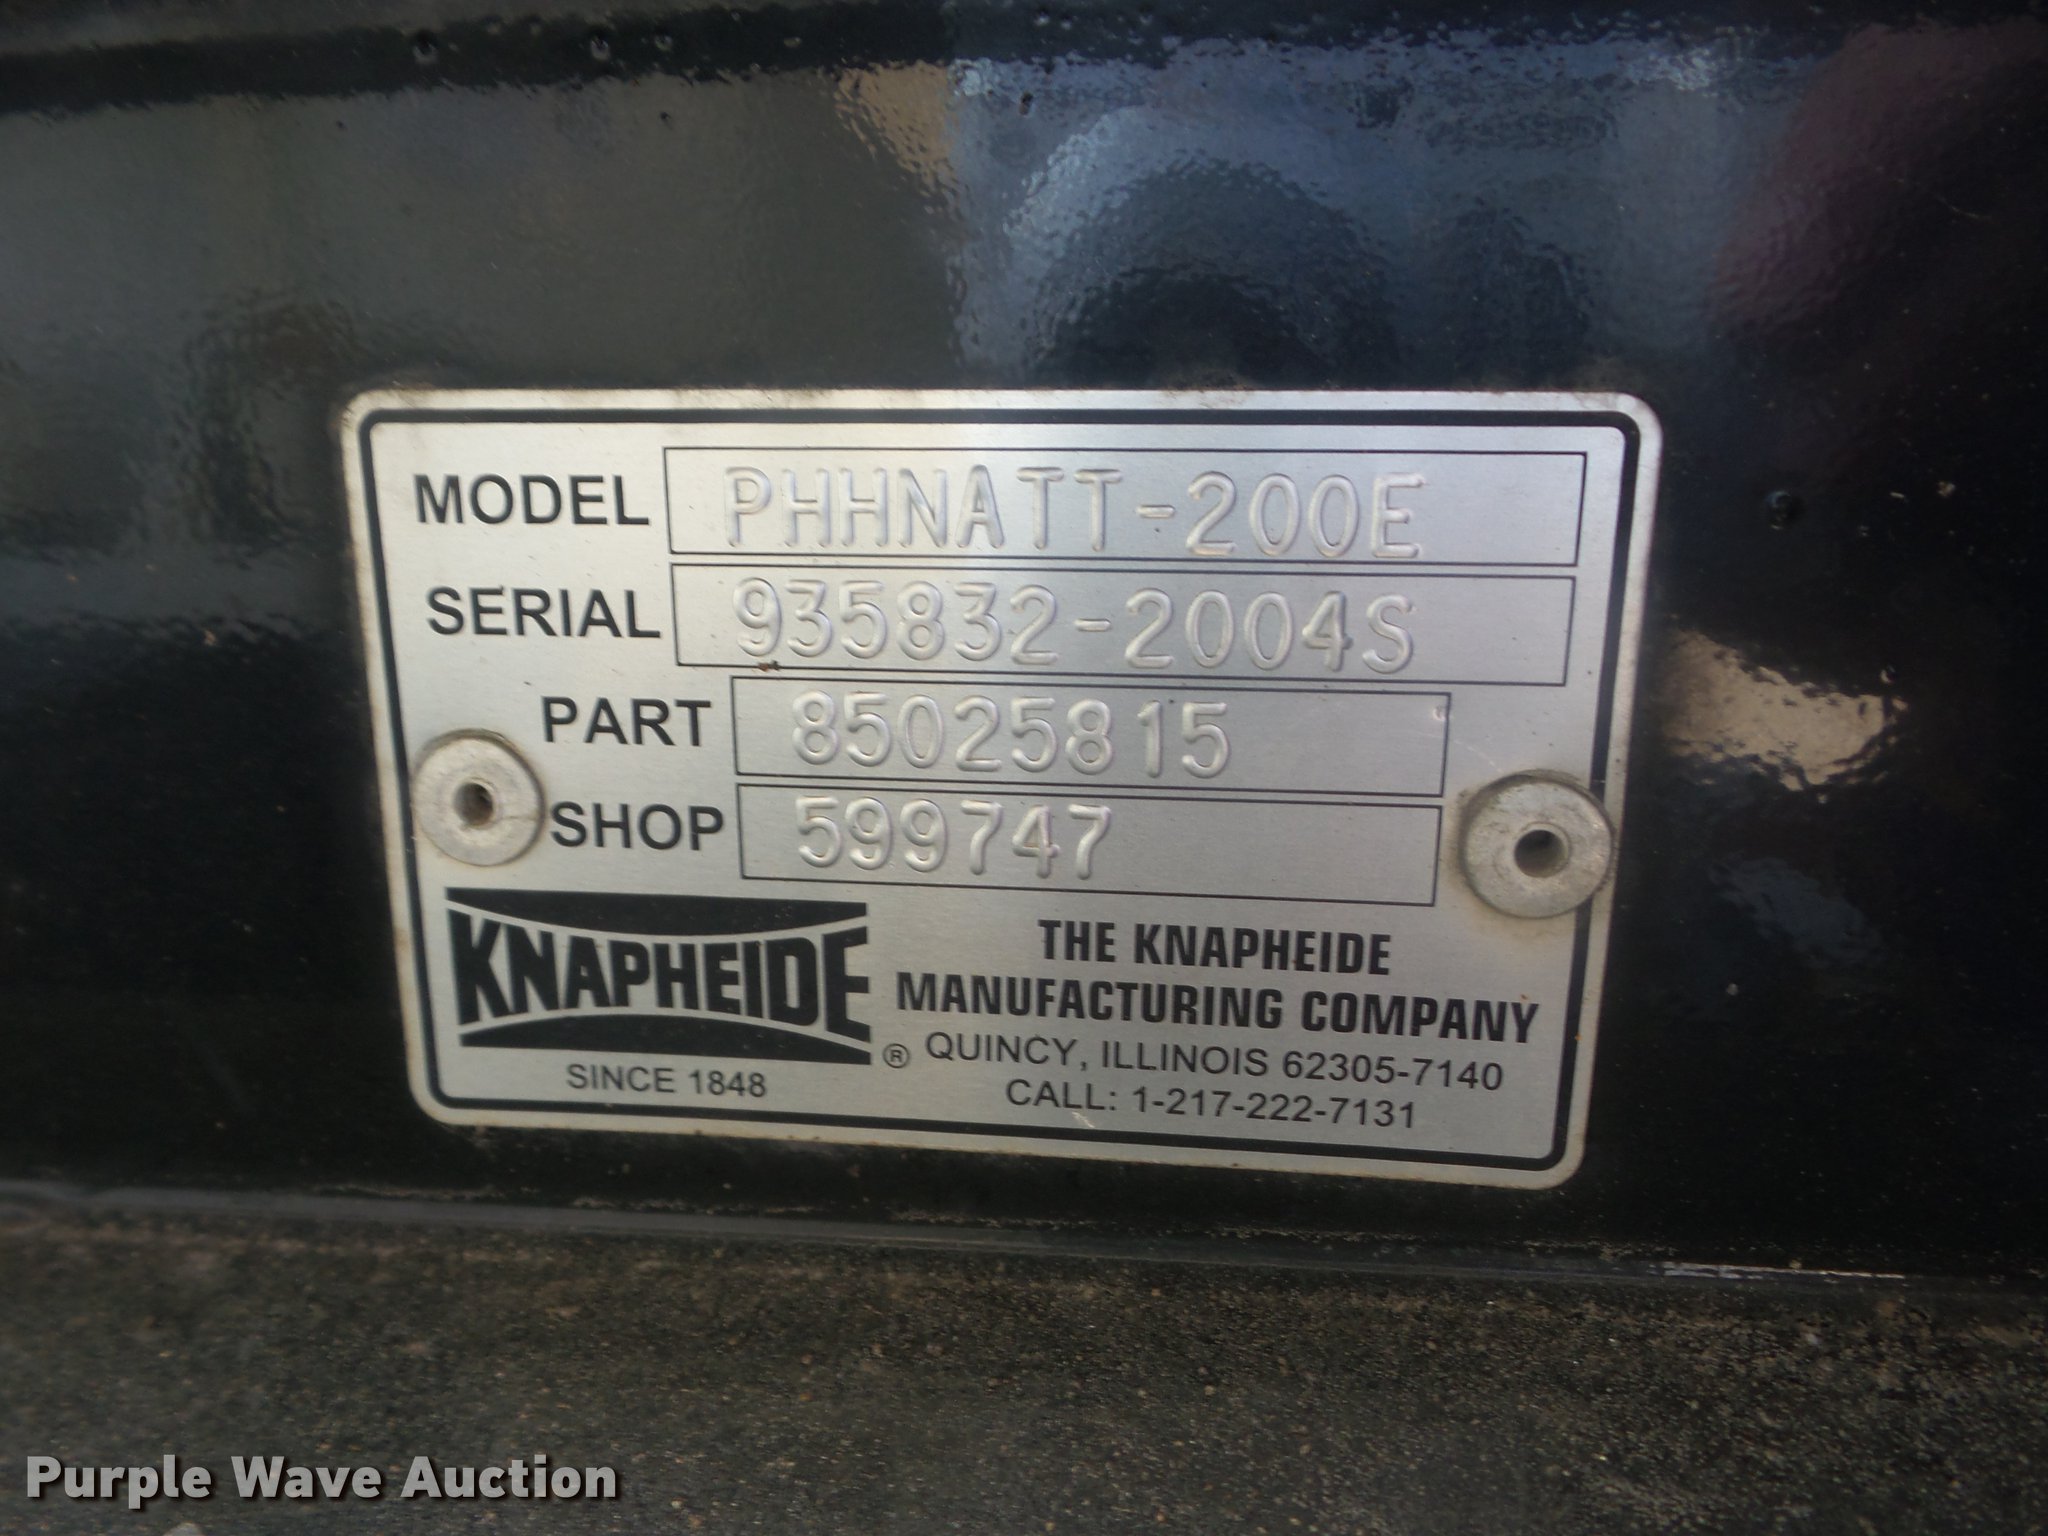 MODEL PHHNATT-200E
SERIAL 935832-2004S
PART 85025815
SHOP 599747
KNAPHEIDE ®
SINCE 1848
THE KNAPHEIDE
MANUFACTURING COMPANY
QUINCY, ILLINOIS 62305-7140
CALL: 1-217-222-7131
Purple Wave Auction